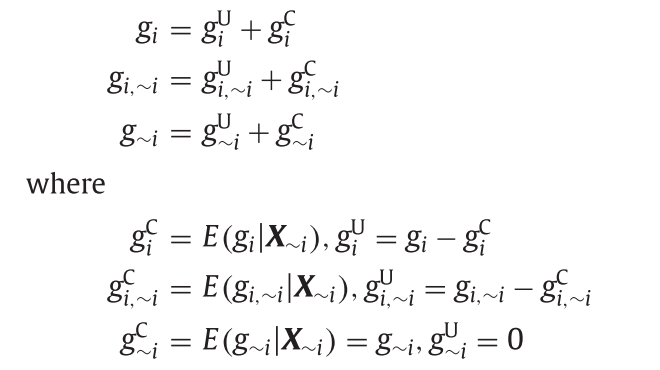 g_i = g_i^U + g_i^C
g_{i,∼i} = g_{i,∼i}^U + g_{i,∼i}^C
g_{∼i} = g_{∼i}^U + g_{∼i}^C
where
g_i^C = E(g_i|X_{∼i}), g_i^U = g_i − g_i^C
g_{i,∼i}^C = E(g_{i,∼i}|X_{∼i}), g_{i,∼i}^U = g_{i,∼i} − g_{i,∼i}^C
g_{∼i}^C = E(g_{∼i}|X_{∼i}) = g_{∼i}, g_{∼i}^U = 0